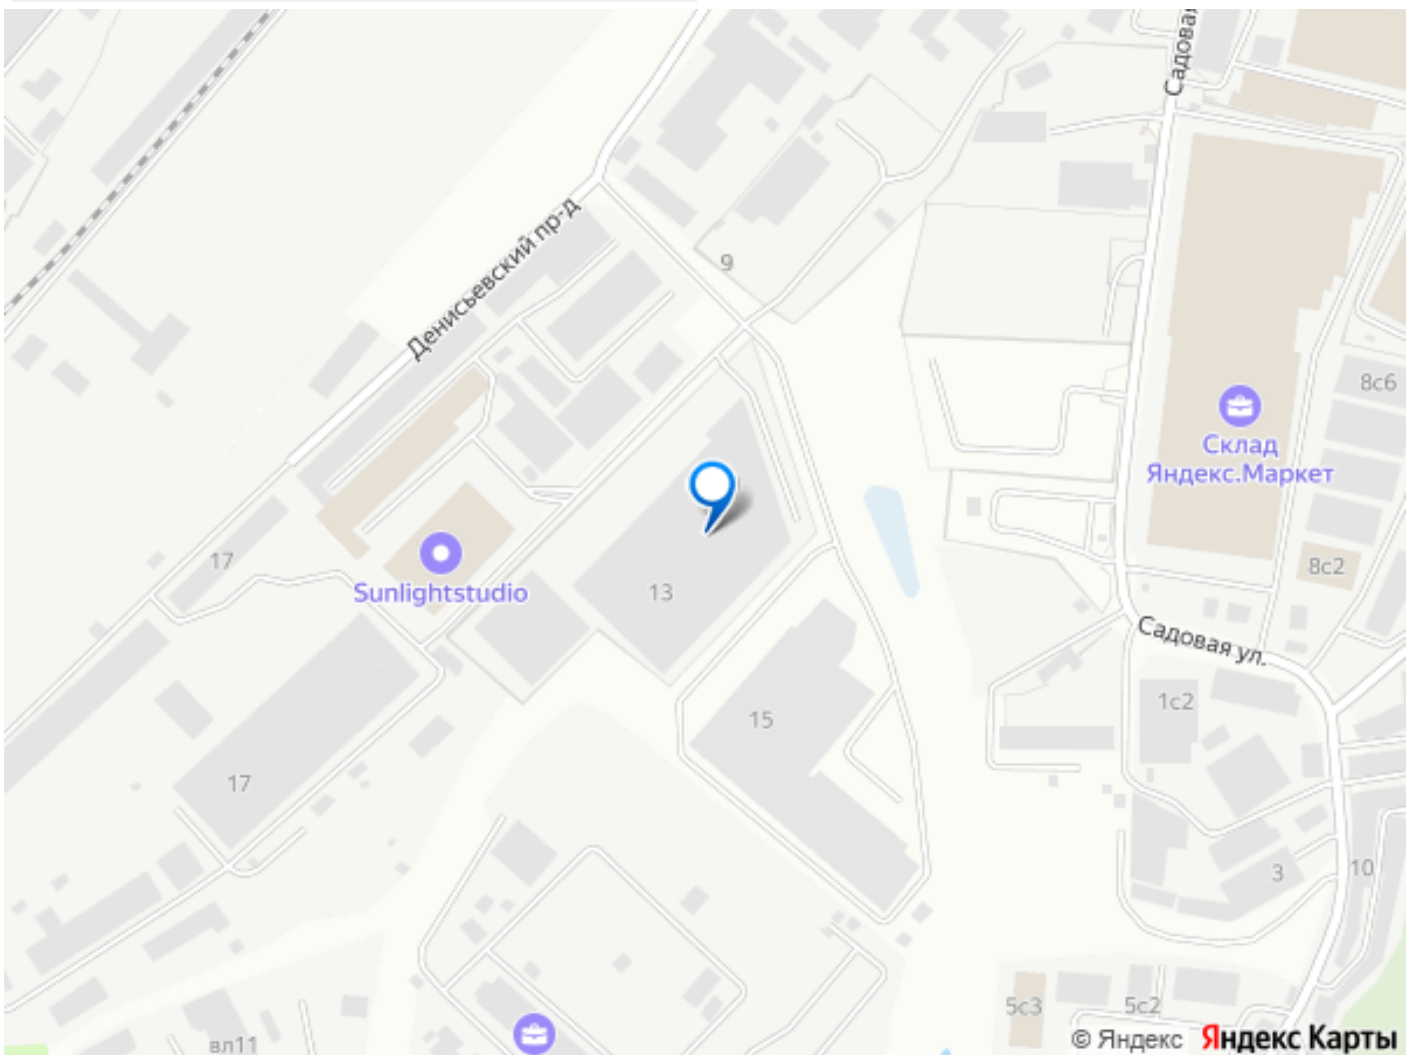 Садовая
9
Денисьевский пр-д
8с6
Склад
Яндекс.Маркет
17
8с2
Sunlightstudio
13
Садовая ул.
1с2
15
17
3
10
5с3
5с2
вл11
© Яндекс Яндекс Карты